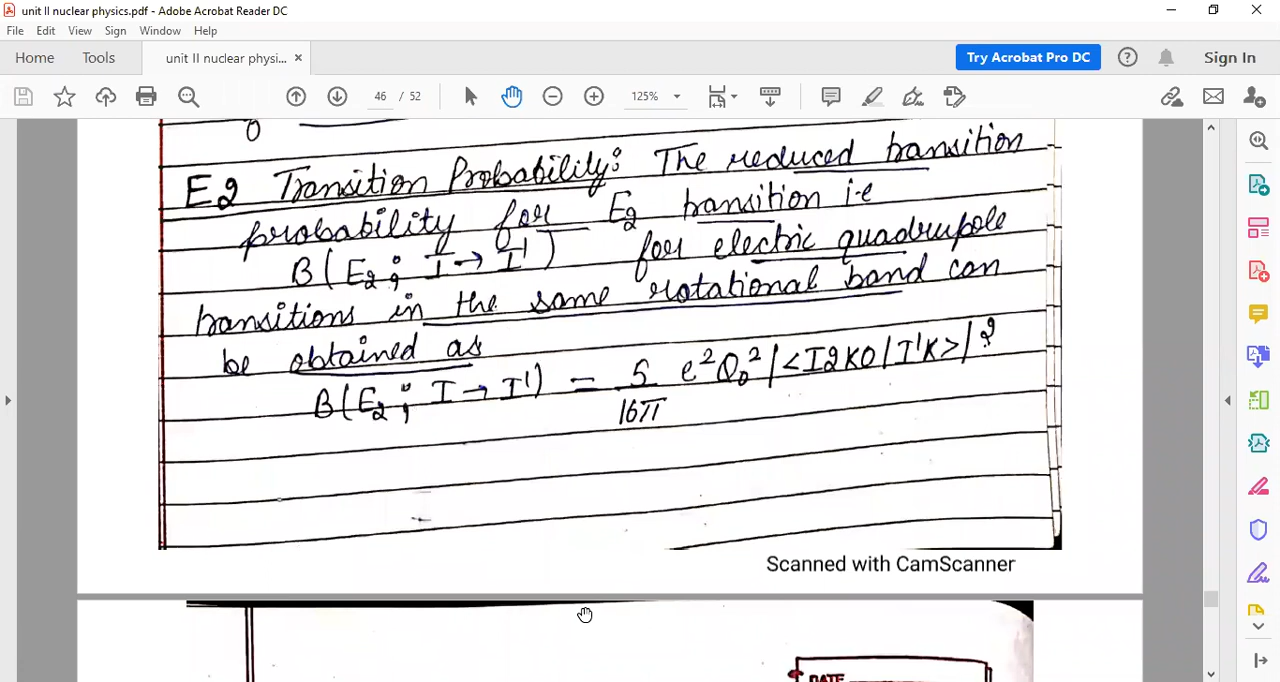 unit II nuclear physics.pdf - Adobe Acrobat Reader DC
File Edit View Sign Window Help
Home Tools unit II nuclear physi... × Try Acrobat Pro DC Sign In
46 / 52 125%
E2 Transition Probability: The reduced transition
probability for E2 transition i-e
B(E2; I → I') for electric quadrupole
transitions in the same rotational band can
be obtained as
B(E2; I → I') = 5/16π e²Q₀² |<I2K0|I'K>|²
Scanned with CamScanner
DATE